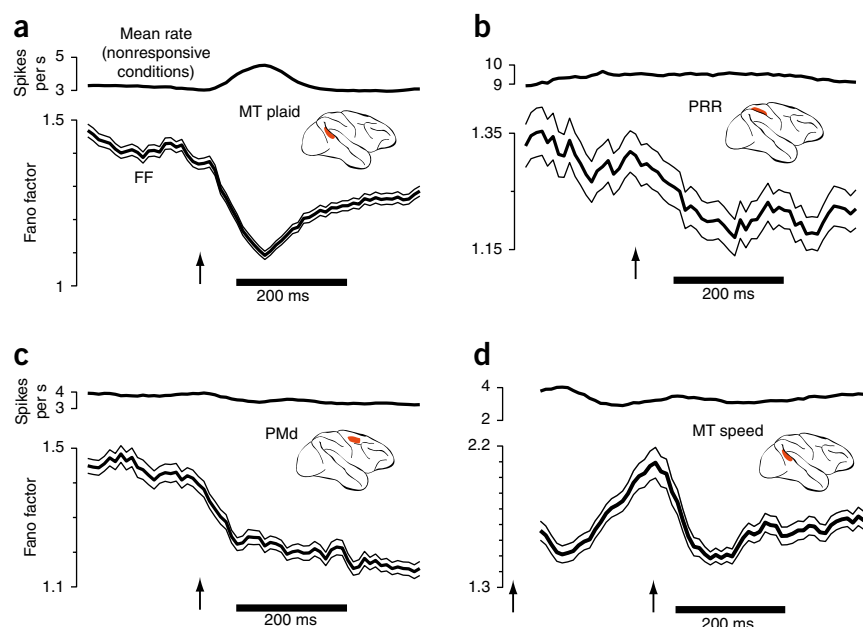 a
Mean rate
(nonresponsive
conditions)
Spikes
per s
5
3
MT plaid
1.5
FF
Fano factor
1
200 ms
b
10
9
PRR
1.35
1.15
200 ms
c
Spikes
per s
4
3
PMd
1.5
Fano factor
1.1
200 ms
d
4
2
MT speed
2.2
1.3
200 ms